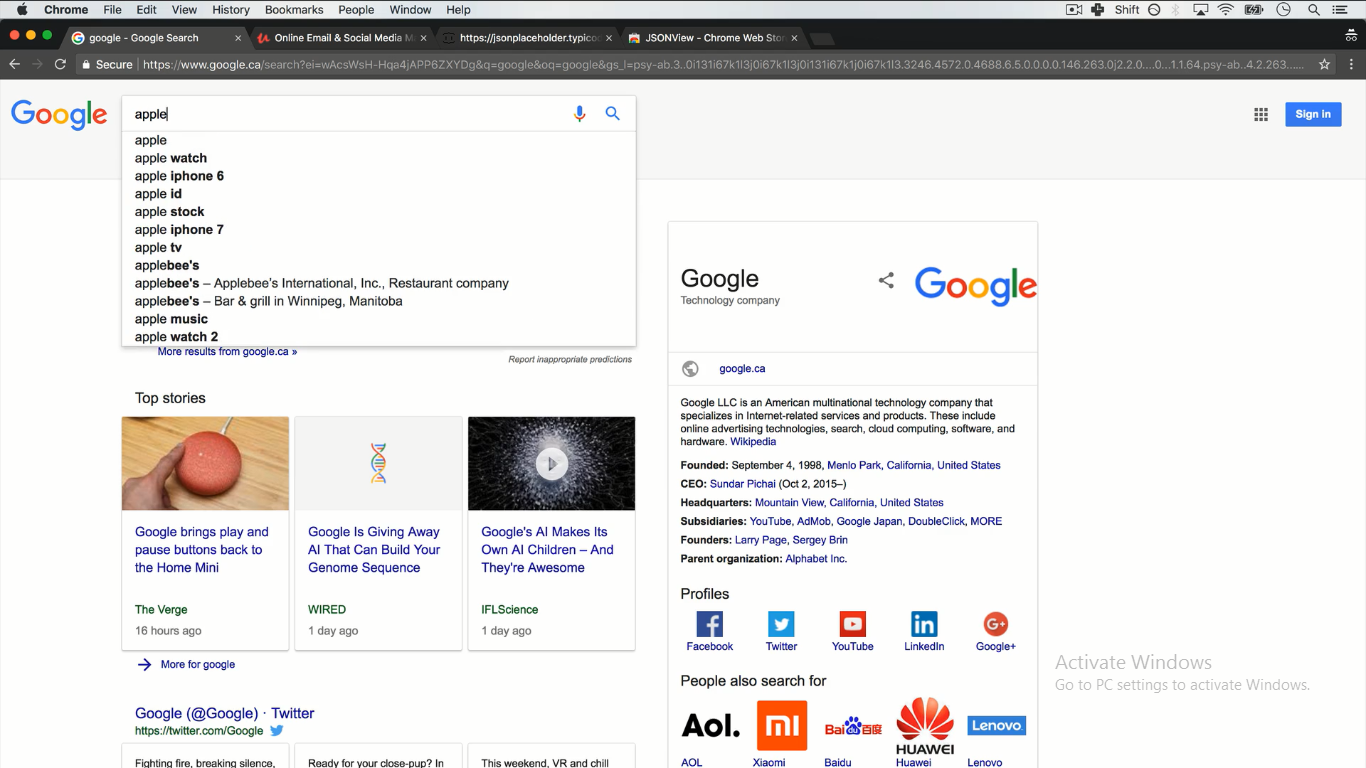 Chrome File Edit View History Bookmarks People Window Help Shift
google - Google Search
Online Email & Social Media M
https://jsonplaceholder.typico
JSONView - Chrome Web Stor
Secure https://www.google.ca/search?ei=wAcsWsH-Hqa4jAPP6ZXYDg&q=google&oq=google&gs_l=psy-ab.3..0i131i67k1l3j0i67k1l3j0i131i67k1j0i67k1l3.3246.4572.0.4688.6.5.0.0.0.0.146.263.0j2.2.0....0...1.1.64.psy-ab..4.2.263......
Google
apple
Sign in
apple
apple watch
apple iphone 6
apple id
apple stock
apple iphone 7
apple tv
applebee's
applebee's – Applebee's International, Inc., Restaurant company
applebee's – Bar & grill in Winnipeg, Manitoba
apple music
apple watch 2
More results from google.ca »
Report inappropriate predictions
Top stories
Google brings play and
pause buttons back to
the Home Mini
The Verge
16 hours ago
Google Is Giving Away
AI That Can Build Your
Genome Sequence
WIRED
1 day ago
Google's AI Makes Its
Own AI Children – And
They're Awesome
IFLScience
1 day ago
More for google
Google (@Google) · Twitter
https://twitter.com/Google
Fighting fire, breaking silence,
Ready for your close-up? In
This weekend, VR and chill
Google
Technology company
Google
google.ca
Google LLC is an American multinational technology company that
specializes in Internet-related services and products. These include
online advertising technologies, search, cloud computing, software, and
hardware. Wikipedia
Founded: September 4, 1998, Menlo Park, California, United States
CEO: Sundar Pichai (Oct 2, 2015–)
Headquarters: Mountain View, California, United States
Subsidiaries: YouTube, AdMob, Google Japan, DoubleClick, MORE
Founders: Larry Page, Sergey Brin
Parent organization: Alphabet Inc.
Profiles
Facebook Twitter YouTube LinkedIn Google+
People also search for
Aol. mi Bai du 百度 HUAWEI Lenovo
AOL Xiaomi Baidu Huawei Lenovo
Activate Windows
Go to PC settings to activate Windows.